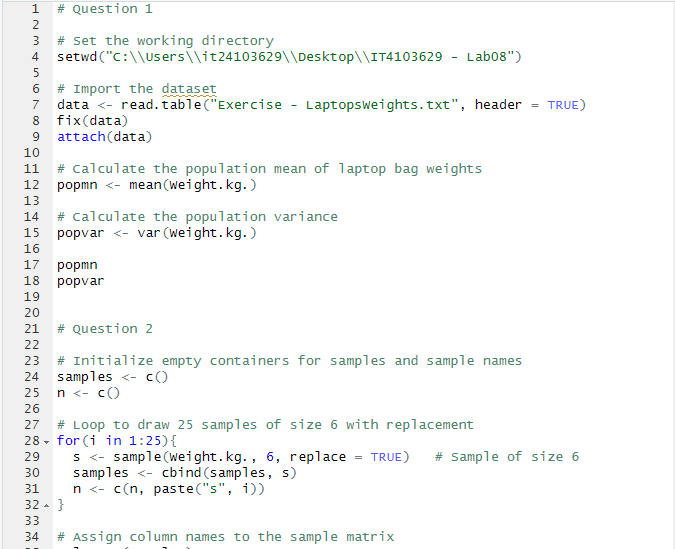 1 # Question 1
2
3 # Set the working directory
4 setwd("C:\\Users\\it24103629\\Desktop\\IT4103629 - Lab08")
5
6 # Import the dataset
7 data <- read.table("Exercise - LaptopsWeights.txt", header = TRUE)
8 fix(data)
9 attach(data)
10
11 # Calculate the population mean of laptop bag weights
12 popmn <- mean(Weight.kg.)
13
14 # Calculate the population variance
15 popvar <- var(Weight.kg.)
16
17 popmn
18 popvar
19
20
21 # Question 2
22
23 # Initialize empty containers for samples and sample names
24 samples <- c()
25 n <- c()
26
27 # Loop to draw 25 samples of size 6 with replacement
28 for(i in 1:25){
29 s <- sample(Weight.kg., 6, replace = TRUE) # Sample of size 6
30 samples <- cbind(samples, s)
31 n <- c(n, paste("s", i))
32 }
33
34 # Assign column names to the sample matrix